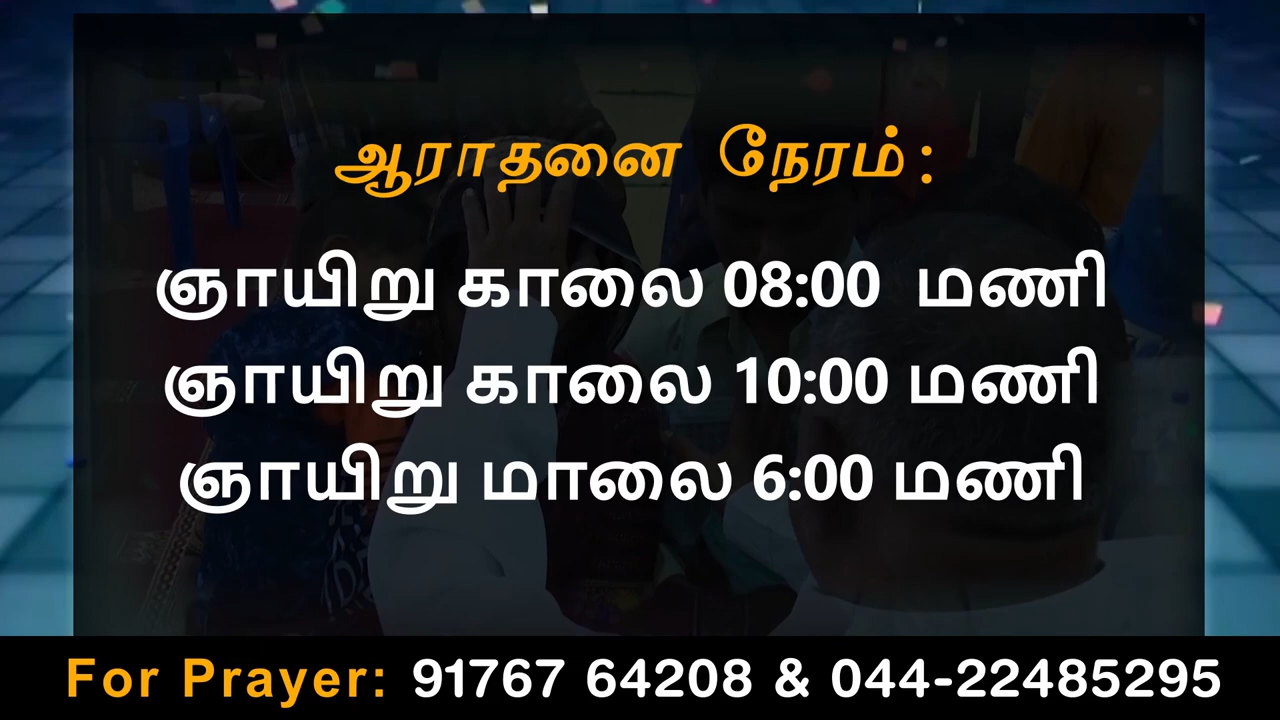 ஆராதனை நேரம்:
ஞாயிறு காலை 08:00 மணி
ஞாயிறு காலை 10:00 மணி
ஞாயிறு மாலை 6:00 மணி
For Prayer: 91767 64208 & 044-22485295